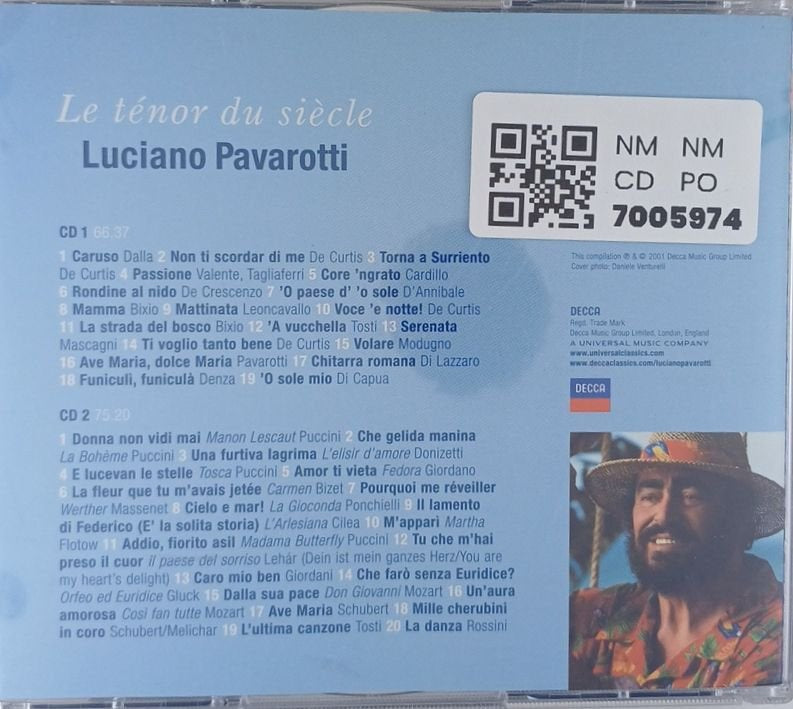 Le ténor du siècle
Luciano Pavarotti
NM NM
CD PO
7005974
CD 1 66.37
1 Caruso Dalla 2 Non ti scordar di me De Curtis 3 Torna a Surriento
De Curtis 4 Passione Valente, Tagliaferri 5 Core 'ngrato Cardillo
6 Rondine al nido De Crescenzo 7 'O paese d' 'o sole D'Annibale
8 Mamma Bixio 9 Mattinata Leoncavallo 10 Voce 'e notte! De Curtis
11 La strada del bosco Bixio 12 'A vucchella Tosti 13 Serenata
Mascagni 14 Ti voglio tanto bene De Curtis 15 Volare Modugno
16 Ave Maria, dolce Maria Pavarotti 17 Chitarra romana Di Lazzaro
18 Funiculì, funiculà Denza 19 'O sole mio Di Capua
CD 2 75.20
1 Donna non vidi mai Manon Lescaut Puccini 2 Che gelida manina
La Bohème Puccini 3 Una furtiva lagrima L'elisir d'amore Donizetti
4 E lucevan le stelle Tosca Puccini 5 Amor ti vieta Fedora Giordano
6 La fleur que tu m'avais jetée Carmen Bizet 7 Pourquoi me réveiller
Werther Massenet 8 Cielo e mar! La Gioconda Ponchielli 9 Il lamento
di Federico (E' la solita storia) L'Arlesiana Cilea 10 M'apparì Martha
Flotow 11 Addio, fiorito asil Madama Butterfly Puccini 12 Tu che m'hai
preso il cuor il paese del sorriso Lehár (Dein ist mein ganzes Herz/You are
my heart's delight) 13 Caro mio ben Giordani 14 Che farò senza Euridice?
Orfeo ed Euridice Gluck 15 Dalla sua pace Don Giovanni Mozart 16 Un'aura
amorosa Così fan tutte Mozart 17 Ave Maria Schubert 18 Mille cherubini
in coro Schubert/Melichar 19 L'ultima canzone Tosti 20 La danza Rossini
This compilation ℗ & © 2001 Decca Music Group Limited
Cover photo: Daniele Venturelli
DECCA
Regd. Trade Mark
Decca Music Group Limited, London, England
A UNIVERSAL MUSIC COMPANY
www.universalclassics.com
www.deccaclassics.com/lucianopavarotti
DECCA